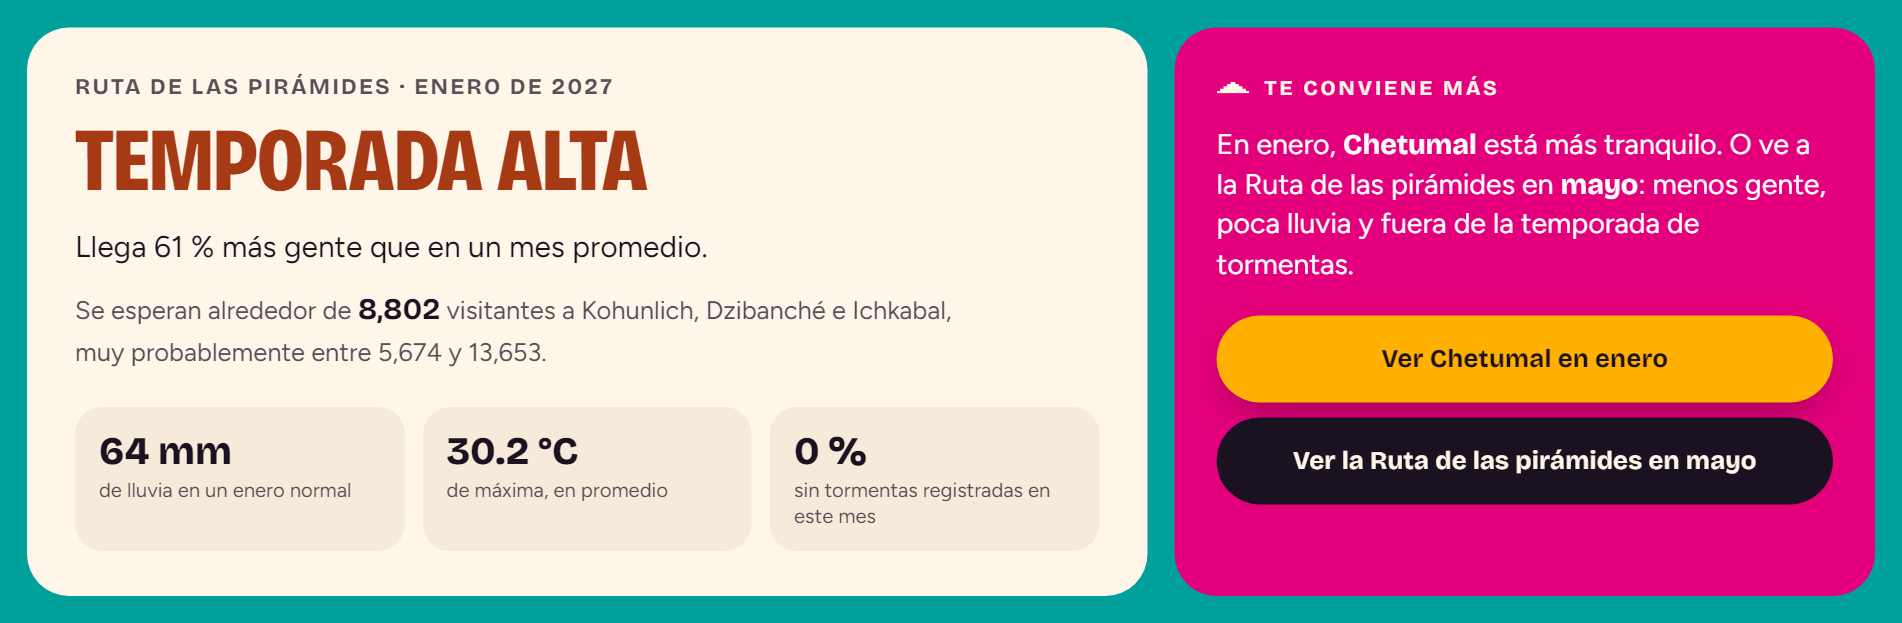 RUTA DE LAS PIRÁMIDES · ENERO DE 2027
TEMPORADA ALTA
Llega 61 % más gente que en un mes promedio.
Se esperan alrededor de 8,802 visitantes a Kohunlich, Dzibanché e Ichkabal,
muy probablemente entre 5,674 y 13,653.
64 mm
de lluvia en un enero normal
30.2 °C
de máxima, en promedio
0 %
sin tormentas registradas en
este mes
TE CONVIENE MÁS
En enero, Chetumal está más tranquilo. O ve a
la Ruta de las pirámides en mayo: menos gente,
poca lluvia y fuera de la temporada de
tormentas.
Ver Chetumal en enero
Ver la Ruta de las pirámides en mayo